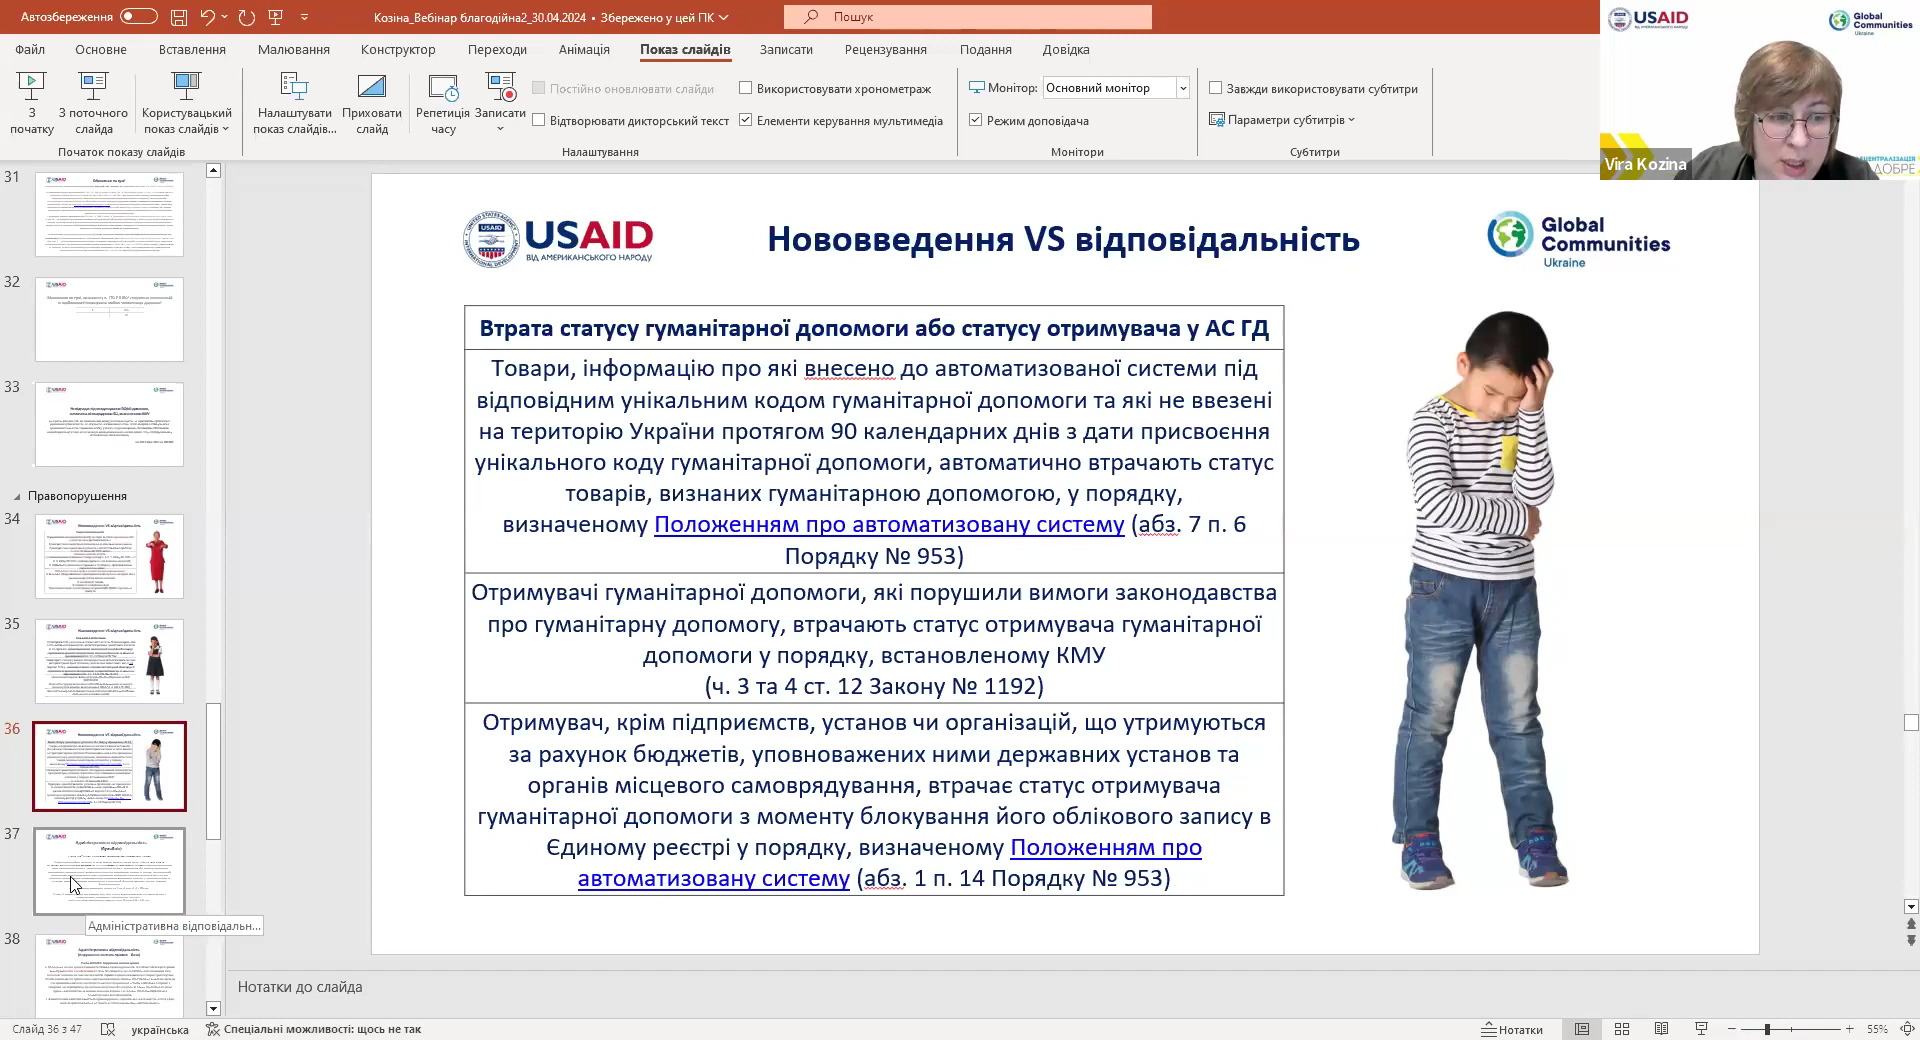 Автозбереження
Козіна_Вебінар благодійна2_30.04.2024 • Збережено у цей ПК
Пошук
Файл Основне Вставлення Малювання Конструктор Переходи Анімація Показ слайдів Записати Рецензування Подання Довідка
З початку
З поточного слайда
Користувацький показ слайдів
Початок показу слайдів
Налаштувати показ слайдів...
Приховати слайд
Репетиція часу
Записати
Постійно оновлювати слайди
Відтворювати дикторський текст
Використовувати хронометраж
Елементи керування мультимедіа
Налаштування
Монітор: Основний монітор
Режим доповідача
Монітори
Завжди використовувати субтитри
Параметри субтитрів
Субтитри
USAID
ВІД АМЕРИКАНСЬКОГО НАРОДУ
Global Communities
Ukraine
Vira Kozina
ЦЕНТРАЛІЗАЦІЯ
ДОБРЕ
31
32
33
Правопорушення
34
35
36
37
Адміністративна відповідальн...
38
USAID
ВІД АМЕРИКАНСЬКОГО НАРОДУ
Нововведення VS відповідальність
Global
Communities
Ukraine
Втрата статусу гуманітарної допомоги або статусу отримувача у АС ГД
Товари, інформацію про які внесено до автоматизованої системи під
відповідним унікальним кодом гуманітарної допомоги та які не ввезені
на територію України протягом 90 календарних днів з дати присвоєння
унікального коду гуманітарної допомоги, автоматично втрачають статус
товарів, визнаних гуманітарною допомогою, у порядку,
визначеному Положенням про автоматизовану систему (абз. 7 п. 6
Порядку № 953)
Отримувачі гуманітарної допомоги, які порушили вимоги законодавства
про гуманітарну допомогу, втрачають статус отримувача гуманітарної
допомоги у порядку, встановленому КМУ
(ч. 3 та 4 ст. 12 Закону № 1192)
Отримувач, крім підприємств, установ чи організацій, що утримуються
за рахунок бюджетів, уповноважених ними державних установ та
органів місцевого самоврядування, втрачає статус отримувача
гуманітарної допомоги з моменту блокування його облікового запису в
Єдиному реєстрі у порядку, визначеному Положенням про
автоматизовану систему (абз. 1 п. 14 Порядку № 953)
Нотатки до слайда
Слайд 36 з 47
українська
Спеціальні можливості: щось не так
Нотатки
55%